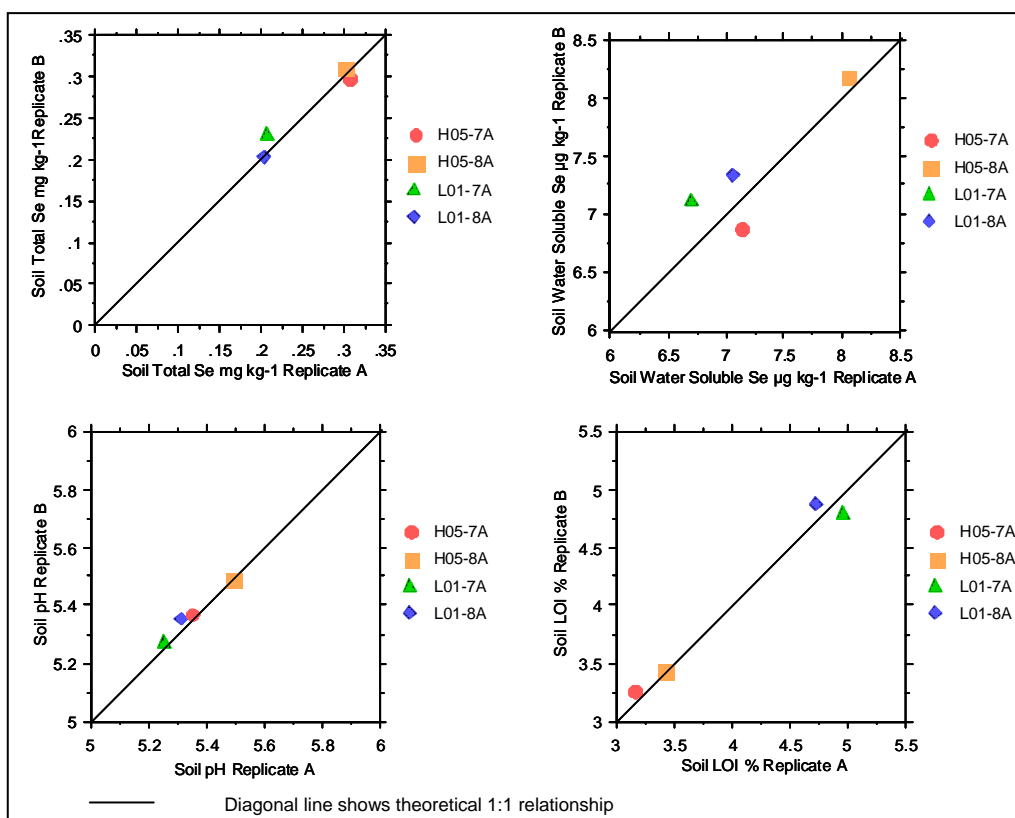 Soil Total Se mg kg-1Replicate B
.35
.3
.25
.2
.15
.1
.05
0
0
.05
.1
.15
.2
.25
.3
.35
Soil Total Se mg kg-1 Replicate A
H05-7A
H05-8A
L01-7A
L01-8A
Soil Water Soluble Se µg kg-1 Replicate B
8.5
8
7.5
7
6.5
6
6
6.5
7
7.5
8
8.5
Soil Water Soluble Se µg kg-1 Replicate A
H05-7A
H05-8A
L01-7A
L01-8A
Soil pH Replicate B
6
5.8
5.6
5.4
5.2
5
5
5.2
5.4
5.6
5.8
6
Soil pH Replicate A
H05-7A
H05-8A
L01-7A
L01-8A
Soil LOI % Replicate B
5.5
5
4.5
4
3.5
3
3
3.5
4
4.5
5
5.5
Soil LOI % Replicate A
H05-7A
H05-8A
L01-7A
L01-8A
Diagonal line shows theoretical 1:1 relationship